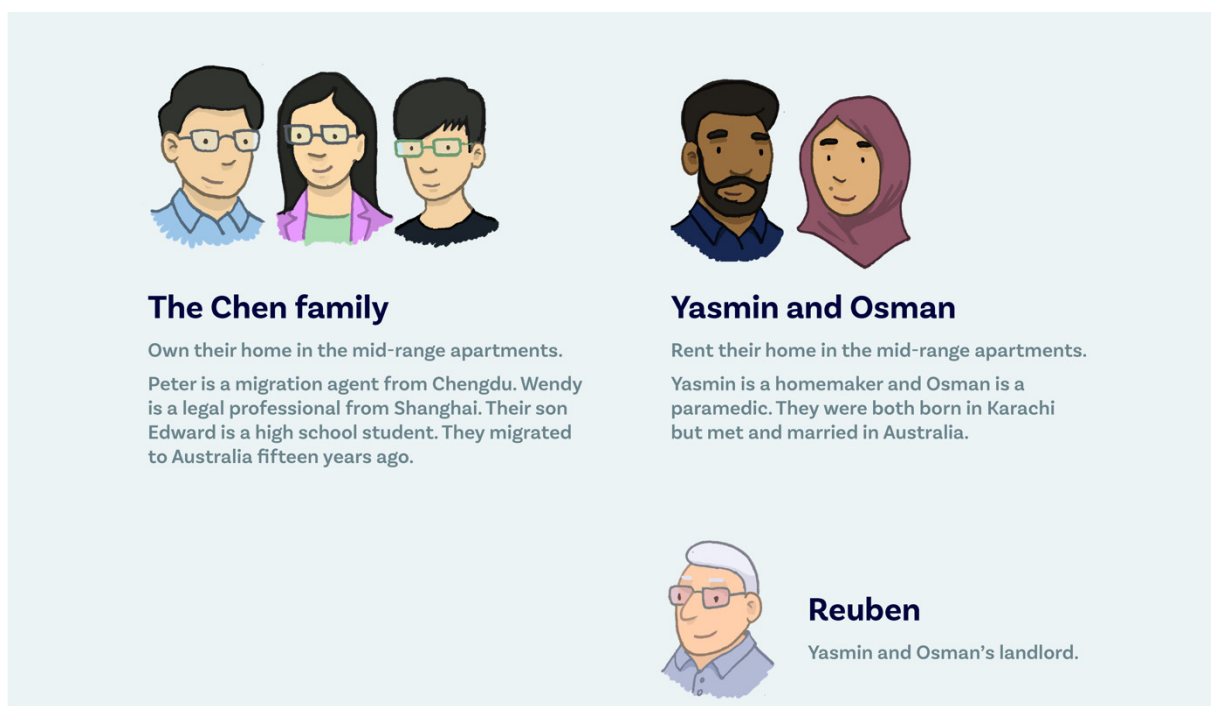 The Chen family
Own their home in the mid-range apartments.
Peter is a migration agent from Chengdu. Wendy
is a legal professional from Shanghai. Their son
Edward is a high school student. They migrated
to Australia fifteen years ago.
Yasmin and Osman
Rent their home in the mid-range apartments.
Yasmin is a homemaker and Osman is a
paramedic. They were both born in Karachi
but met and married in Australia.
Reuben
Yasmin and Osman’s landlord.